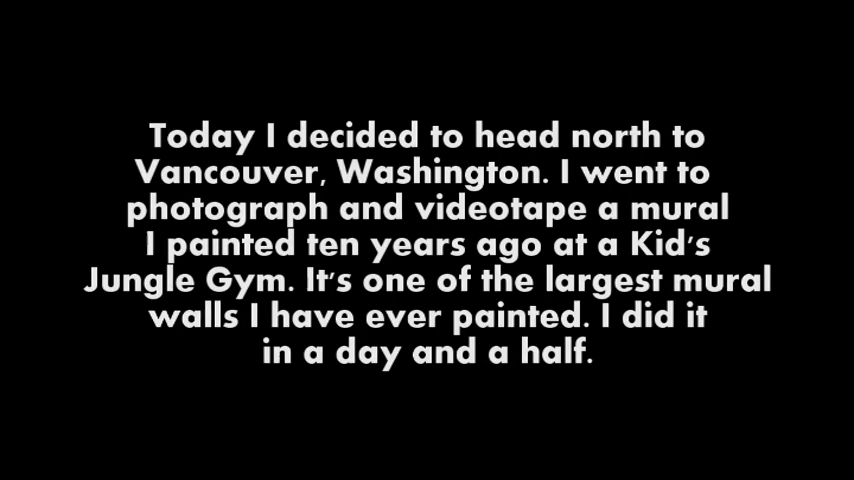 Today I decided to head north to
Vancouver, Washington. I went to
photograph and videotape a mural
I painted ten years ago at a Kid's
Jungle Gym. It's one of the largest mural
walls I have ever painted. I did it
in a day and a half.